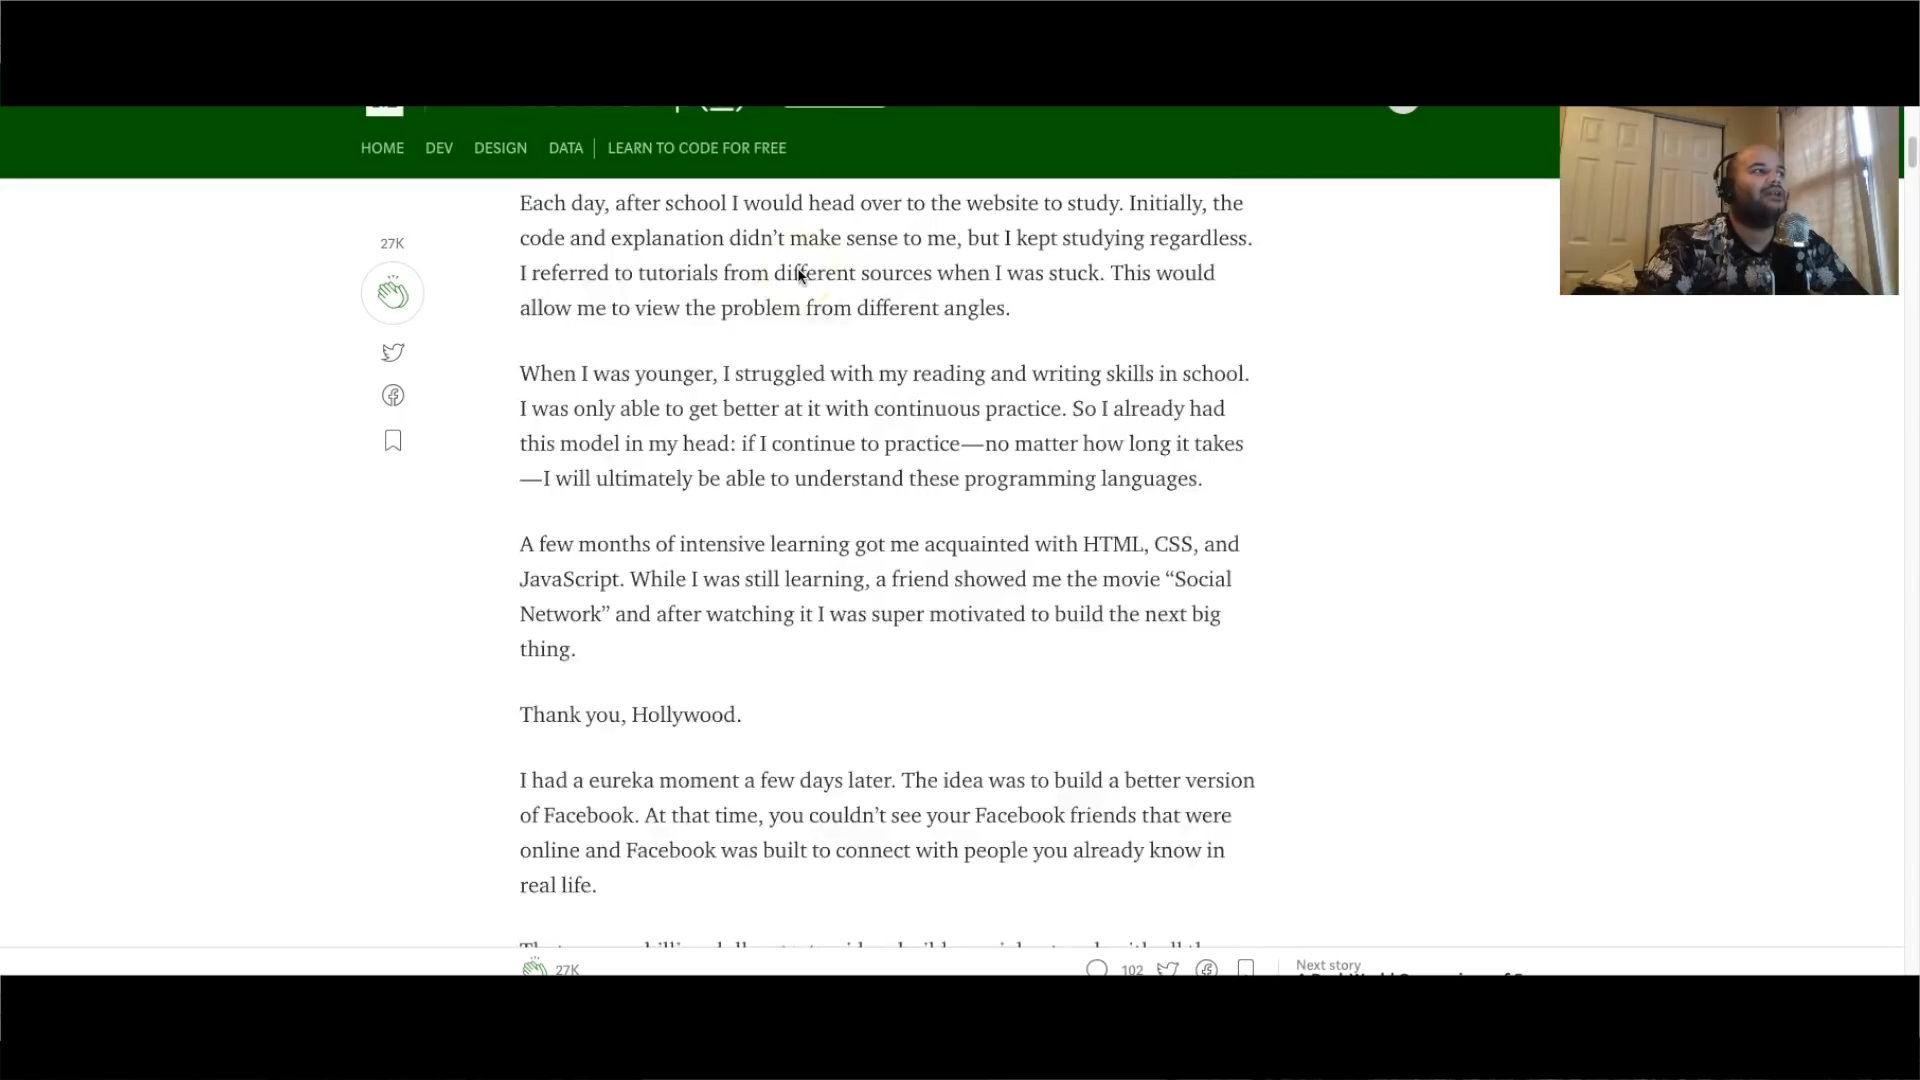 HOME DEV DESIGN DATA LEARN TO CODE FOR FREE
27K
Each day, after school I would head over to the website to study. Initially, the
code and explanation didn’t make sense to me, but I kept studying regardless.
I referred to tutorials from different sources when I was stuck. This would
allow me to view the problem from different angles.
When I was younger, I struggled with my reading and writing skills in school.
I was only able to get better at it with continuous practice. So I already had
this model in my head: if I continue to practice—no matter how long it takes
—I will ultimately be able to understand these programming languages.
A few months of intensive learning got me acquainted with HTML, CSS, and
JavaScript. While I was still learning, a friend showed me the movie “Social
Network” and after watching it I was super motivated to build the next big
thing.
Thank you, Hollywood.
I had a eureka moment a few days later. The idea was to build a better version
of Facebook. At that time, you couldn’t see your Facebook friends that were
online and Facebook was built to connect with people you already know in
real life.
27K 102 Next story